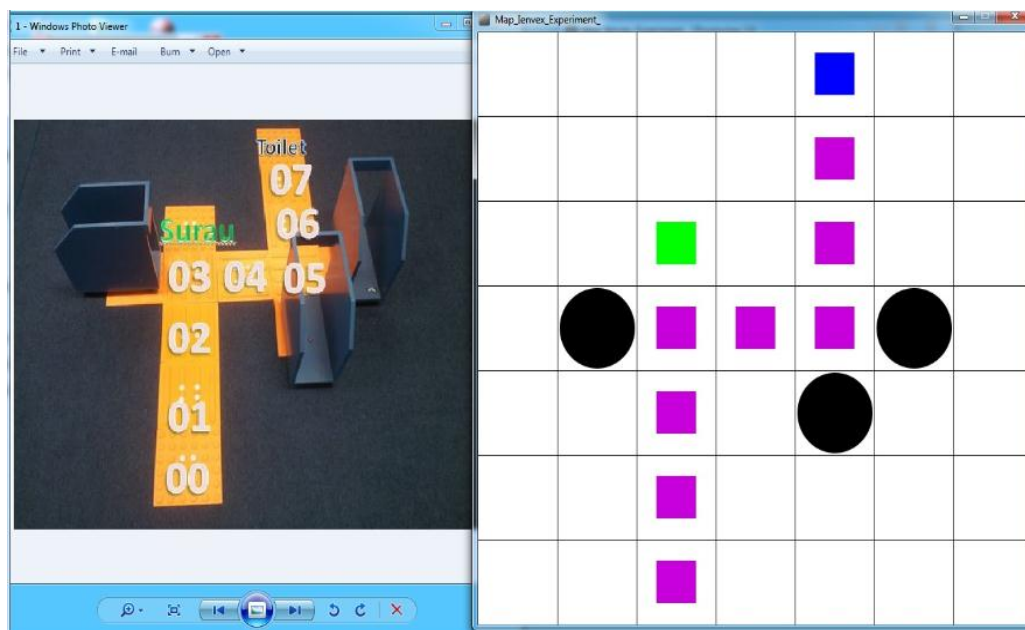 1 - Windows Photo Viewer
File Print E-mail Burn Open
Toilet
07
06
Surau
03 04 05
02
01
00
Map_Ienvex_Experiment_